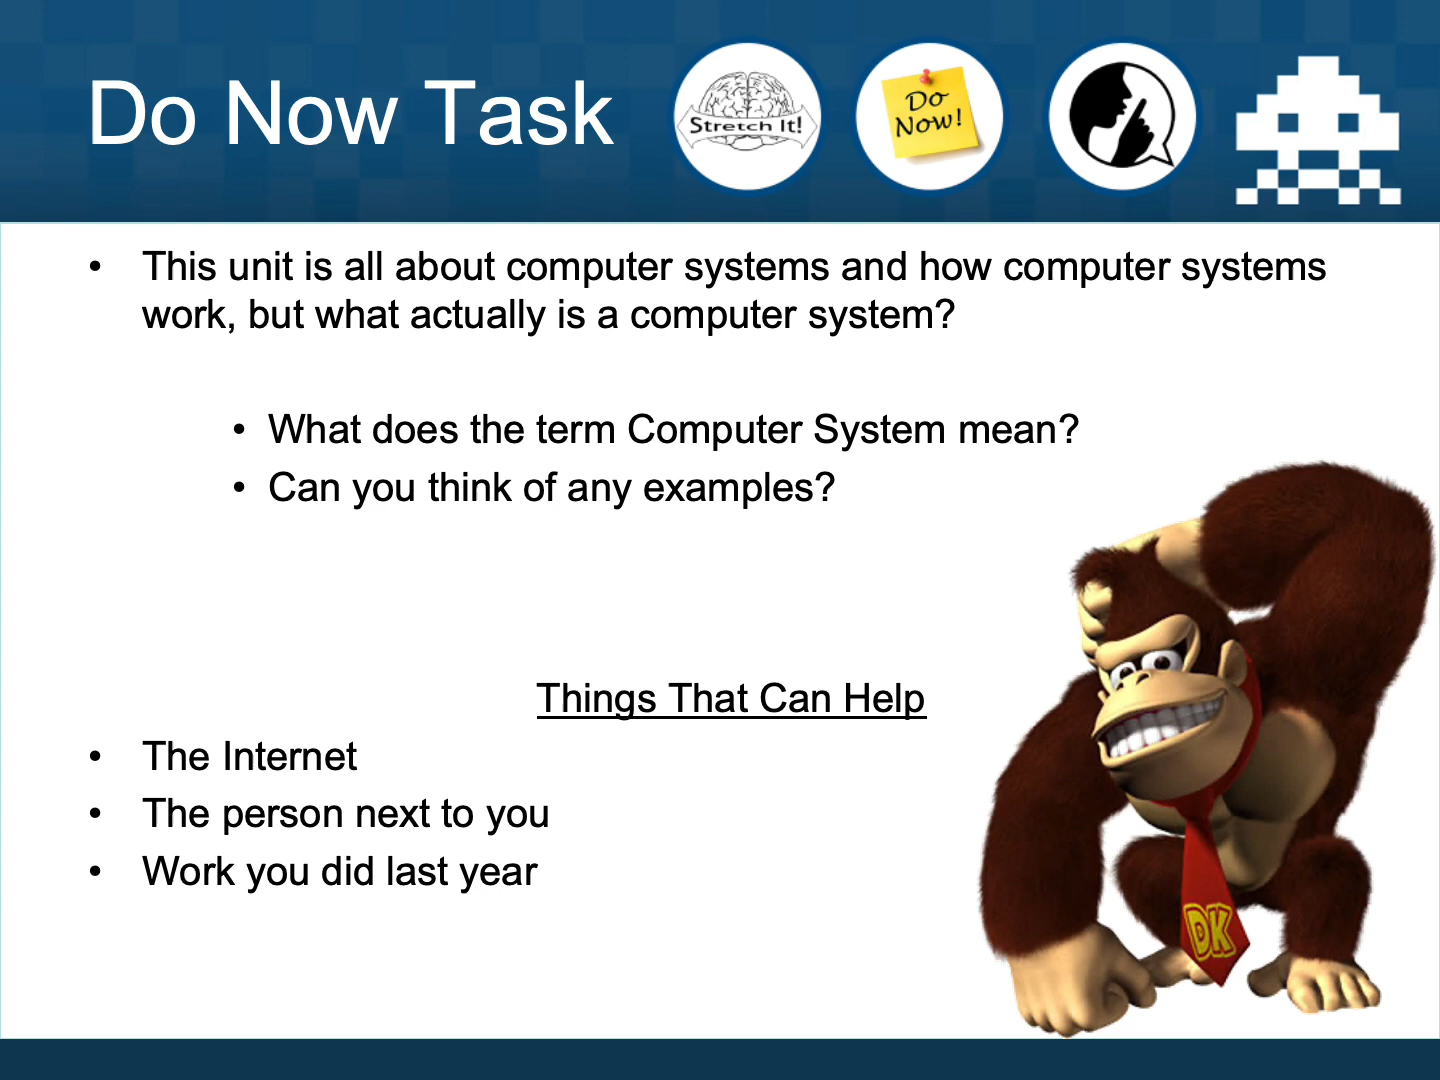 Do Now Task
Stretch It!
Do
Now!
• This unit is all about computer systems and how computer systems
work, but what actually is a computer system?
• What does the term Computer System mean?
• Can you think of any examples?
Things That Can Help
• The Internet
• The person next to you
• Work you did last year
DK